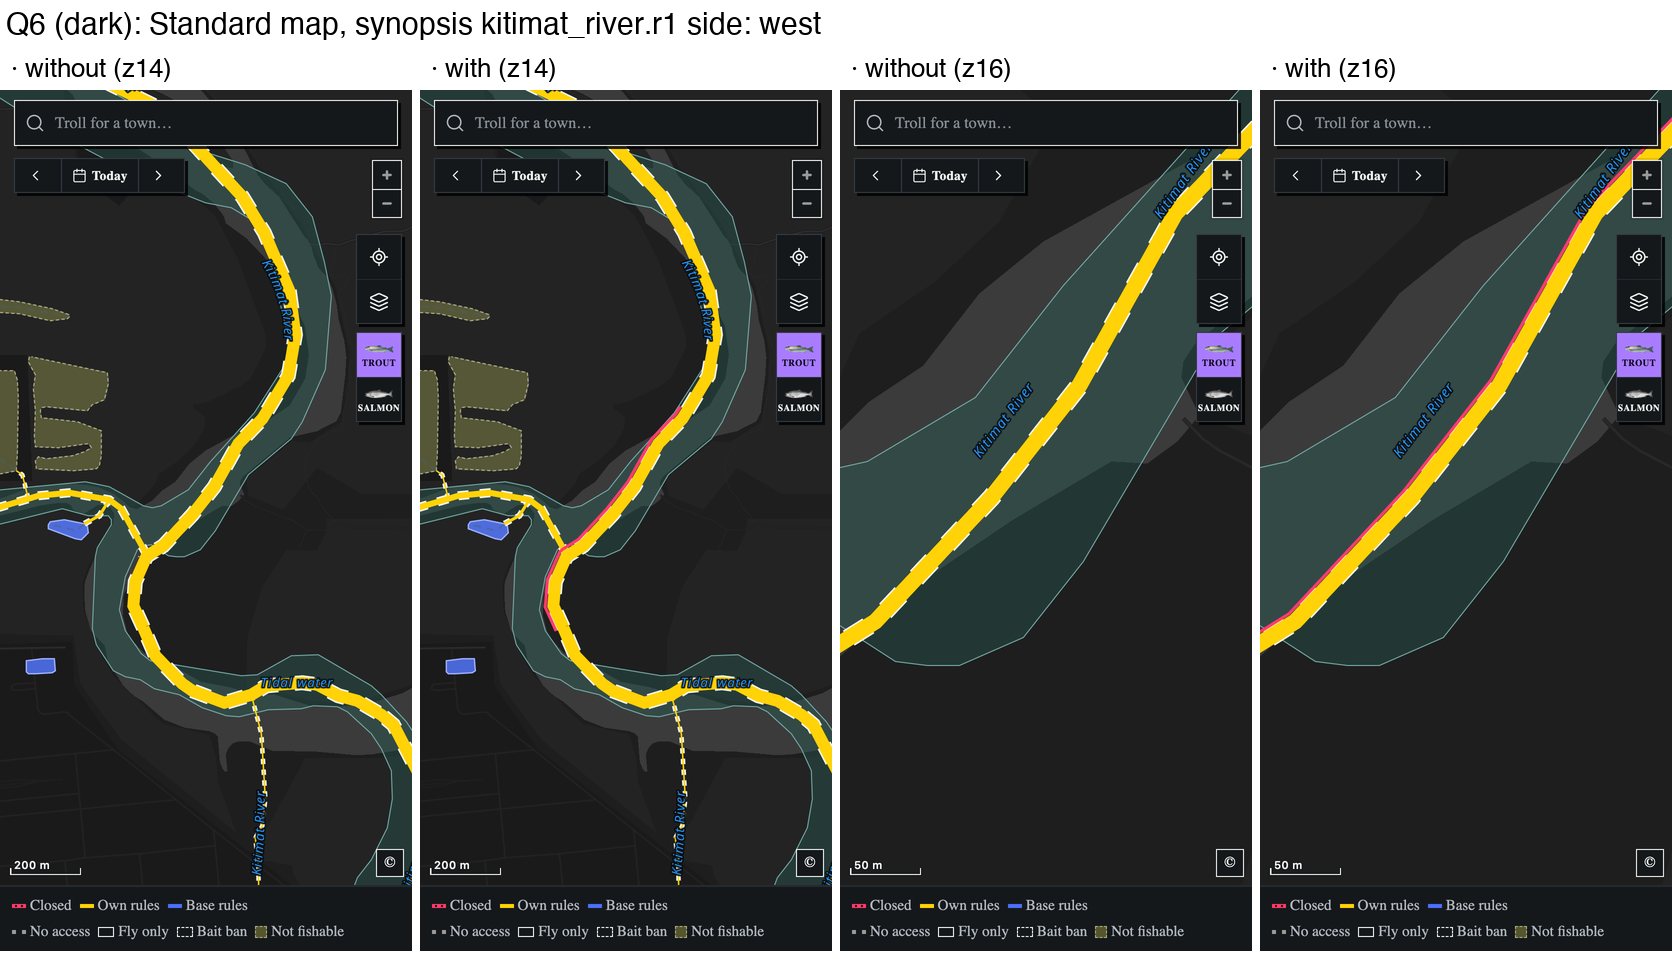 Q6 (dark): Standard map, synopsis kitimat_river.r1 side: west
· without (z14)
· with (z14)
· without (z16)
· with (z16)
Troll for a town…
Today
+
−
Kitimat River
TROUT
SALMON
Tidal water
Kitimat River
200 m
©
Closed Own rules Base rules
No access Fly only Bait ban Not fishable
Troll for a town…
Today
+
−
Kitimat River
TROUT
SALMON
Tidal water
Kitimat River
200 m
©
Closed Own rules Base rules
No access Fly only Bait ban Not fishable
Troll for a town…
Today
+
−
Kitimat River
TROUT
SALMON
Kitimat River
50 m
©
Closed Own rules Base rules
No access Fly only Bait ban Not fishable
Troll for a town…
Today
+
−
Kitimat River
TROUT
SALMON
Kitimat River
50 m
©
Closed Own rules Base rules
No access Fly only Bait ban Not fishable